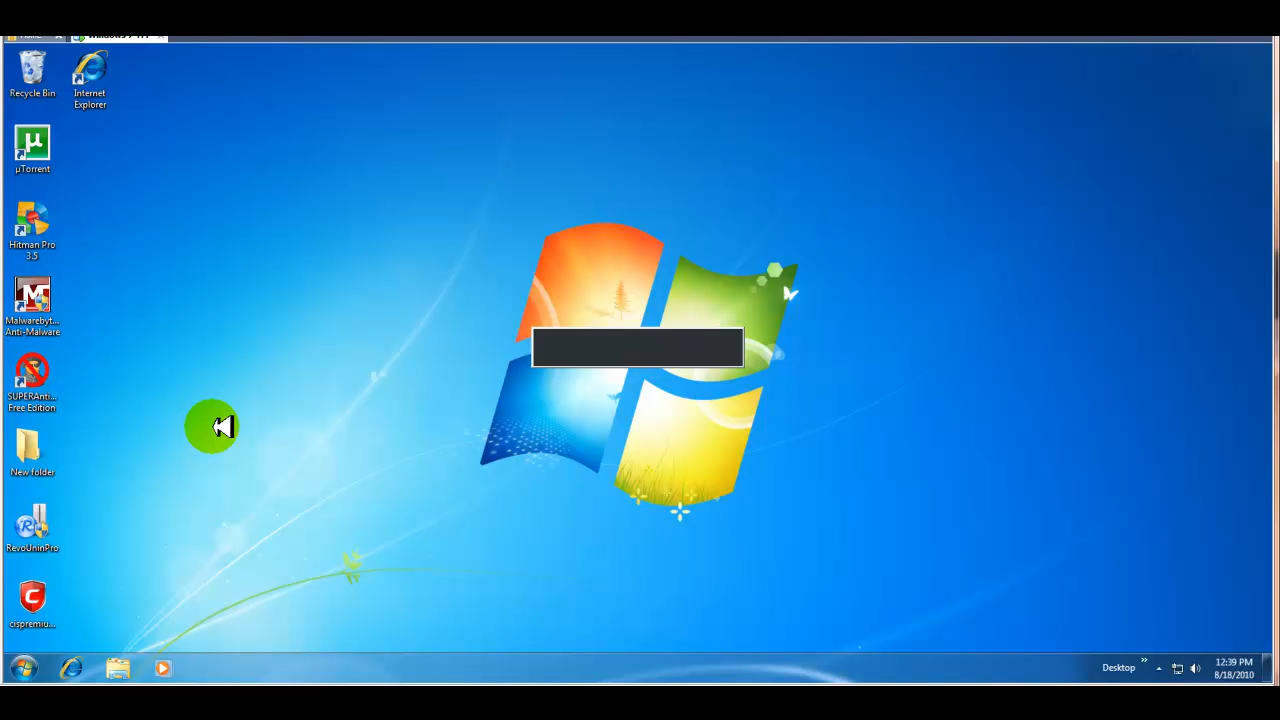 Recycle Bin
Internet
Explorer
µTorrent
Hitman Pro
3.5
Malwareby t...
Anti-Malware
SUPERAnti...
Free Edition
New folder
RevoUninPro
cispremiu...
Desktop
12:39 PM
8/18/2010